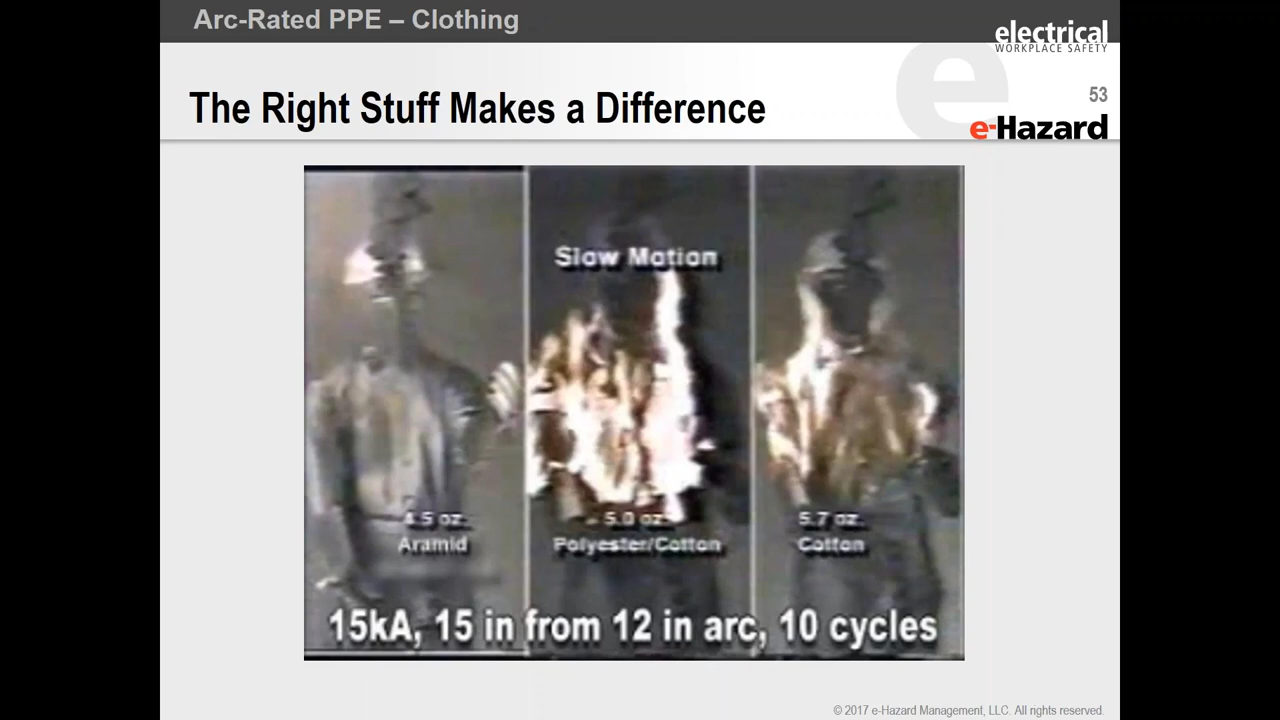 Arc-Rated PPE – Clothing
electrical
WORKPLACE SAFETY
The Right Stuff Makes a Difference
53
e-Hazard
Slow Motion
4.5 oz.
Aramid
5.0 oz.
Polyester/Cotton
5.7 oz.
Cotton
15kA, 15 in from 12 in arc, 10 cycles
© 2017 e-Hazard Management, LLC. All rights reserved.